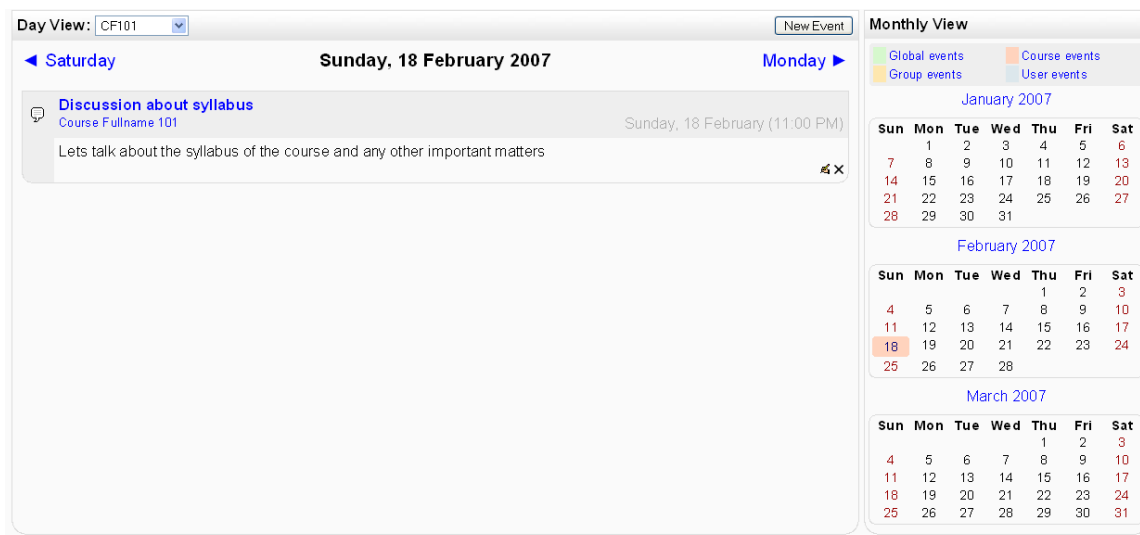 Day View: CF101 New Event
◄ Saturday Sunday, 18 February 2007 Monday ►
Discussion about syllabus
Course Fullname 101 Sunday, 18 February (11:00 PM)
Lets talk about the syllabus of the course and any other important matters
Monthly View
Global events Course events
Group events User events
January 2007
Sun Mon Tue Wed Thu Fri Sat
1 2 3 4 5 6
7 8 9 10 11 12 13
14 15 16 17 18 19 20
21 22 23 24 25 26 27
28 29 30 31
February 2007
Sun Mon Tue Wed Thu Fri Sat
1 2 3
4 5 6 7 8 9 10
11 12 13 14 15 16 17
18 19 20 21 22 23 24
25 26 27 28
March 2007
Sun Mon Tue Wed Thu Fri Sat
1 2 3
4 5 6 7 8 9 10
11 12 13 14 15 16 17
18 19 20 21 22 23 24
25 26 27 28 29 30 31